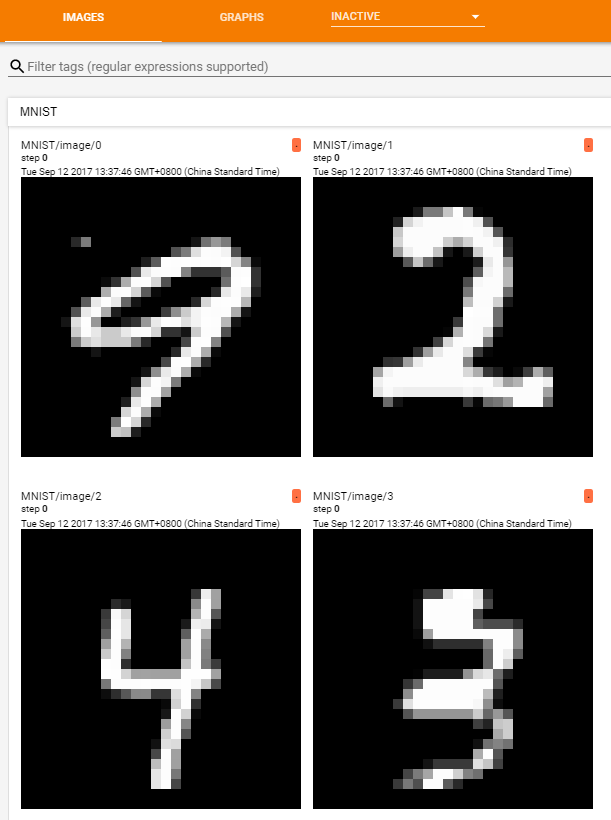 IMAGES GRAPHS INACTIVE
Filter tags (regular expressions supported)
MNIST
MNIST/image/0
step 0
Tue Sep 12 2017 13:37:46 GMT+0800 (China Standard Time)
9
MNIST/image/1
step 0
Tue Sep 12 2017 13:37:46 GMT+0800 (China Standard Time)
2
MNIST/image/2
step 0
Tue Sep 12 2017 13:37:46 GMT+0800 (China Standard Time)
4
MNIST/image/3
step 0
Tue Sep 12 2017 13:37:46 GMT+0800 (China Standard Time)
3